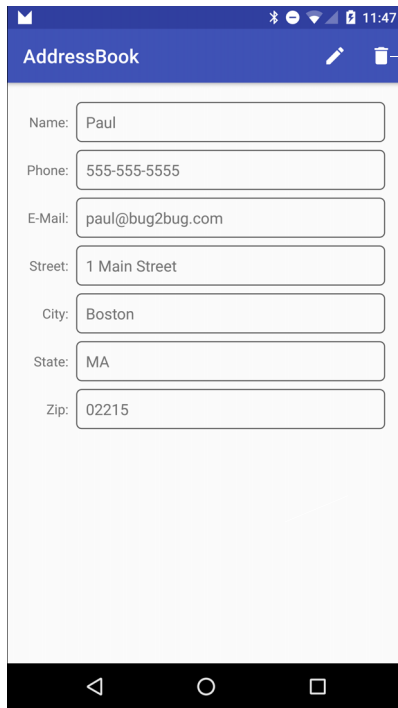 11:47
AddressBook
Name: Paul
Phone: 555-555-5555
E-Mail: paul@bug2bug.com
Street: 1 Main Street
City: Boston
State: MA
Zip: 02215